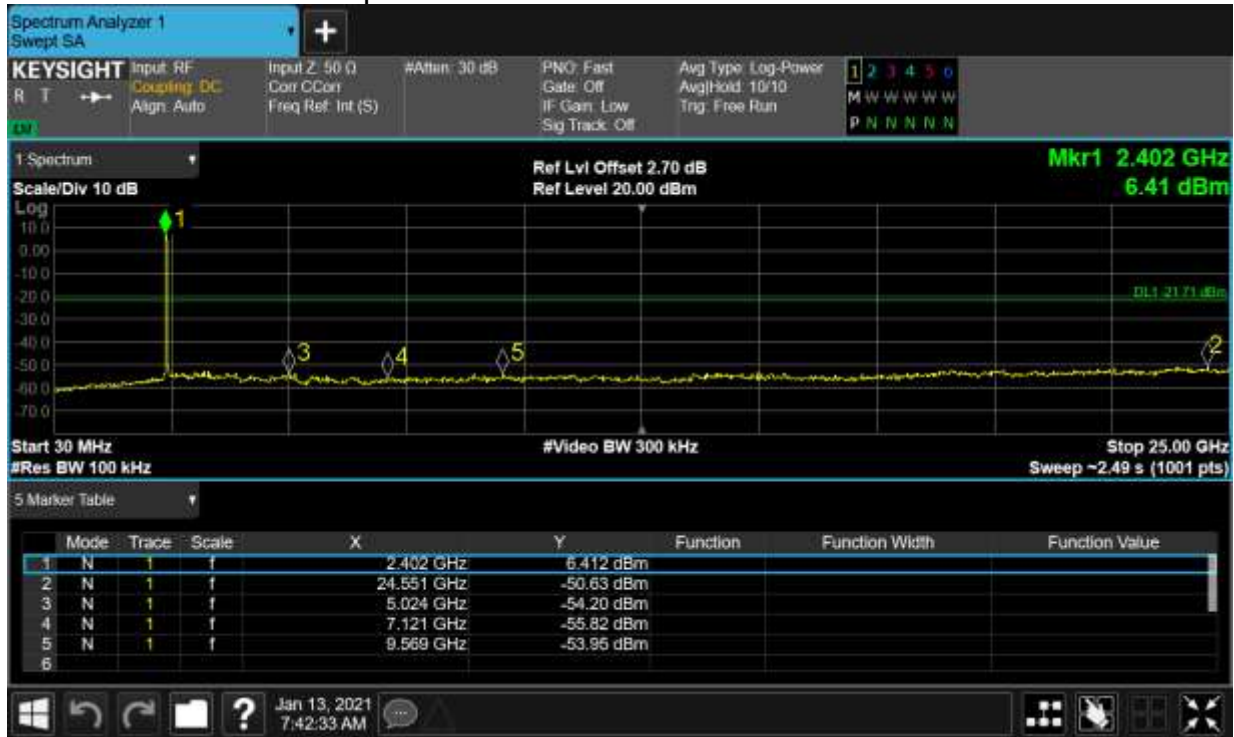 Spectrum Analyzer 1
Swept SA
+
KEYSIGHT Input: RF Input Z: 50 Ω #Atten: 30 dB PNO: Fast Avg Type: Log-Power 1 2 3 4 5 6
R T Coupling: DC Corr CCorr Gate: Off Avg|Hold: 10/10 M W W W W W
Align: Auto Freq Ref: Int (S) IF Gain: Low Trig: Free Run
Sig Track: Off P N N N N N
1 Spectrum
Ref Lvl Offset 2.70 dB Mkr1 2.402 GHz
Scale/Div 10 dB Ref Level 20.00 dBm 6.41 dBm
Log
1
10.0
0.00
-10.0
-20.0 DL1 -21.71 dBm
-30.0
-40.0
3 4 5 2
-50.0
-60.0
-70.0
Start 30 MHz #Video BW 300 kHz Stop 25.00 GHz
#Res BW 100 kHz Sweep ~2.49 s (1001 pts)
5 Marker Table
Mode Trace Scale X Y Function Function Width Function Value
1 N 1 f 2.402 GHz 6.412 dBm
2 N 1 f 24.551 GHz -50.63 dBm
3 N 1 f 5.024 GHz -54.20 dBm
4 N 1 f 7.121 GHz -55.82 dBm
5 N 1 f 9.569 GHz -53.95 dBm
6
? Jan 13, 2021
7:42:33 AM